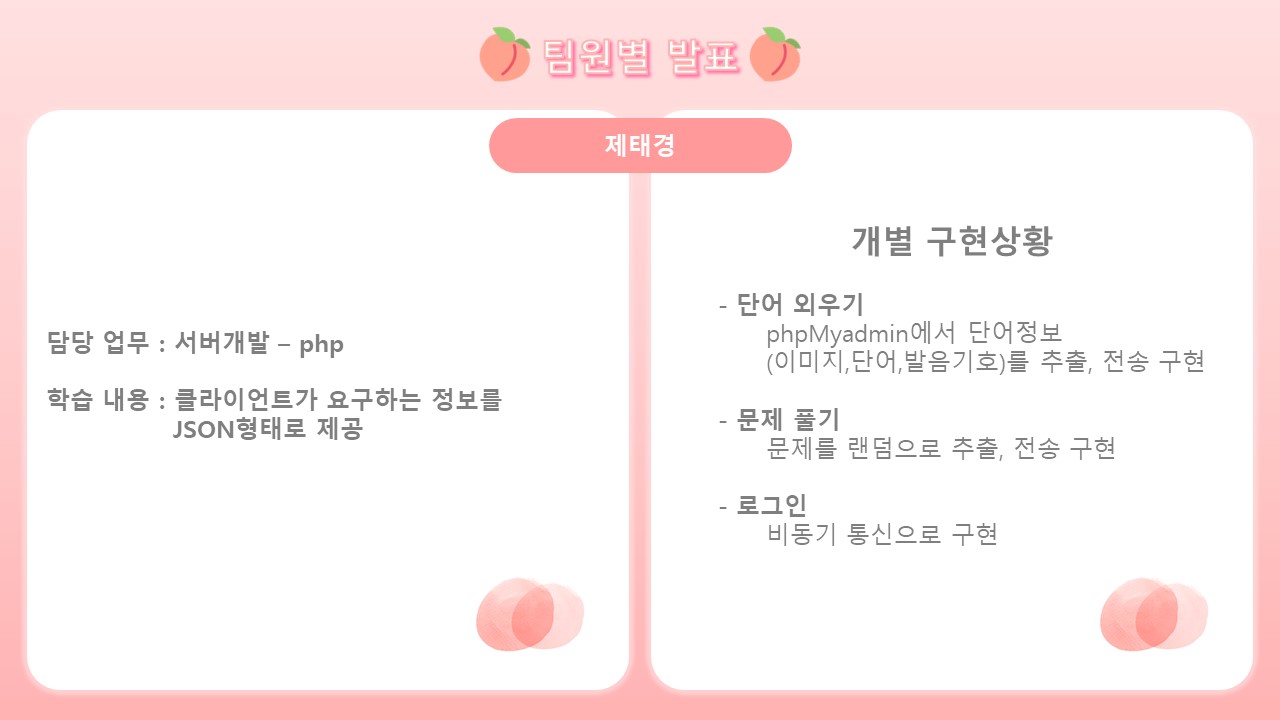 팀원별 발표
제태경
담당 업무 : 서버개발 – php
학습 내용 : 클라이언트가 요구하는 정보를
JSON형태로 제공
개별 구현상황
- 단어 외우기
phpMyadmin에서 단어정보
(이미지,단어,발음기호)를 추출, 전송 구현
- 문제 풀기
문제를 랜덤으로 추출, 전송 구현
- 로그인
비동기 통신으로 구현